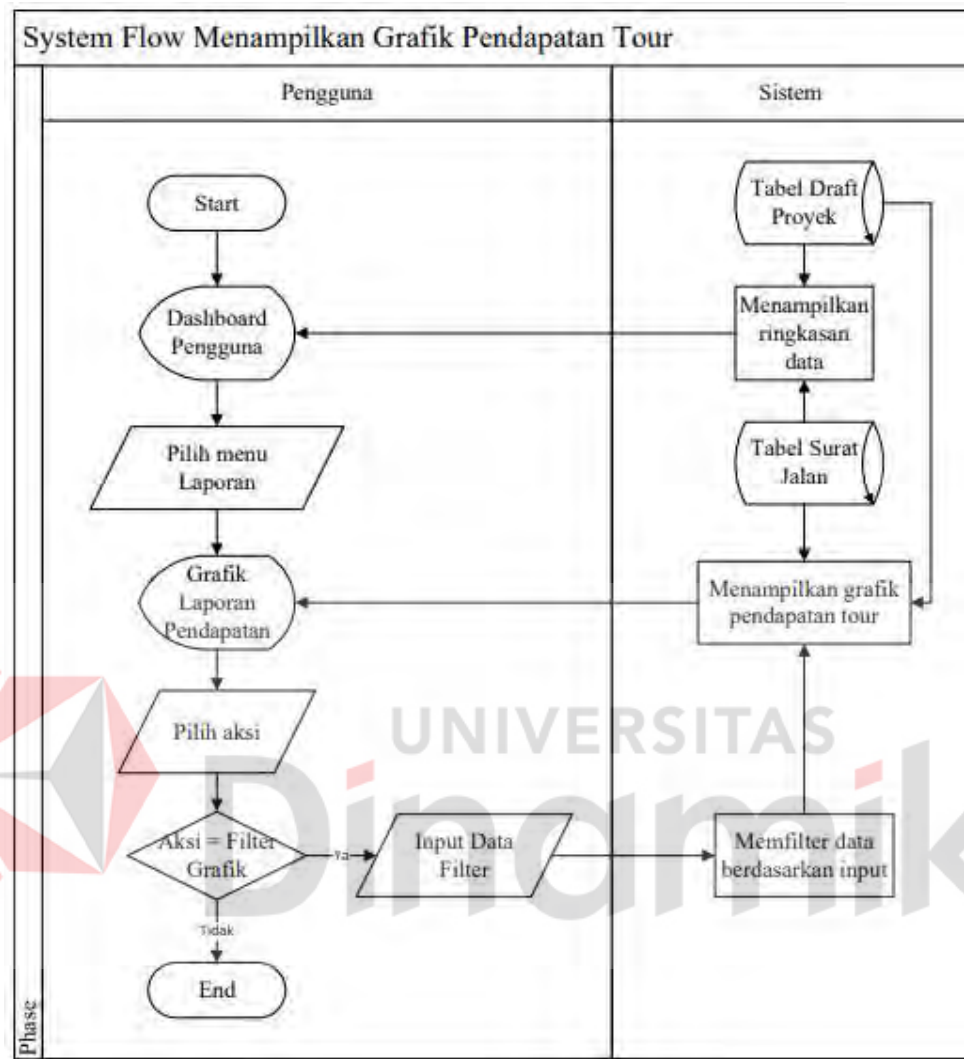 System Flow Menampilkan Grafik Pendapatan Tour
Pengguna
Sistem
Start
Tabel Draft
Proyek
Dashboard
Pengguna
Menampilkan
ringkasan
data
Pilih menu
Laporan
Tabel Surat
Jalan
Grafik
Laporan
Pendapatan
Menampilkan grafik
pendapatan tour
Pilih aksi
UNIVERSITAS
Dinamik
Aksi = Filter
Grafik
Ya
Input Data
Filter
Memfilter data
berdasarkan input
Tidak
End
Phase